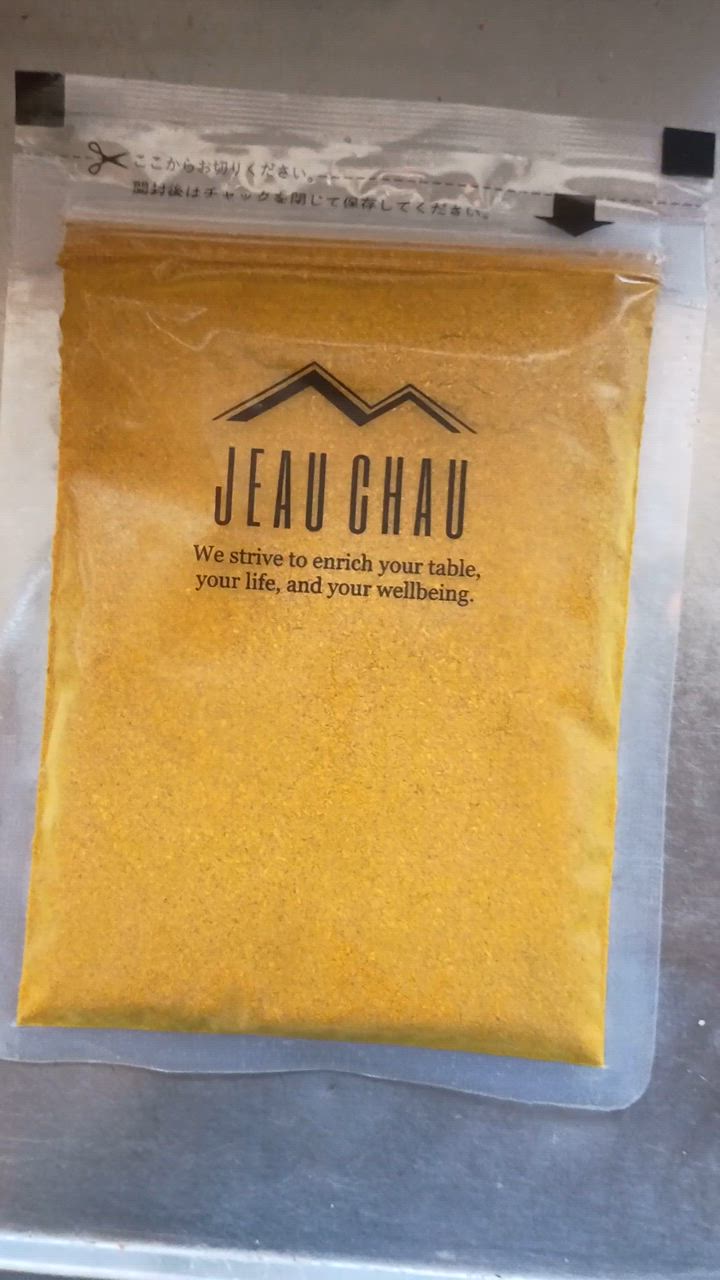 ここからお切りください。
開封後はチャックを閉じて保存してください。
JEAU CHAU
We strive to enrich your table,
your life, and your wellbeing.